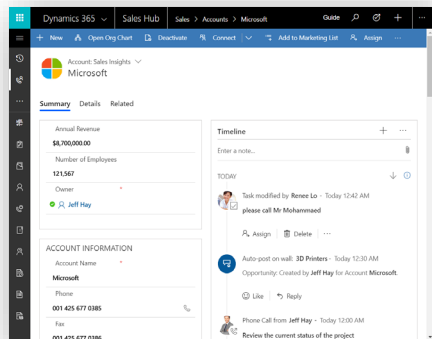 Dynamics 365
Sales Hub
Sales > Accounts > Microsoft
Guide
+ New
Open Org Chart
Deactivate
Connect
Add to Marketing List
Assign
...
Account: Sales Insights
Microsoft
Summary
Details
Related
Annual Revenue
$8,700,000.00
Number of Employees
121,567
Owner *
Jeff Hay
ACCOUNT INFORMATION
Account Name *
Microsoft
Phone
001 425 677 0385
Fax
001 425 677 0386
Timeline
Enter a note...
TODAY
Task modified by Renee Lo - Today 12:42 AM
please call Mr Mohammaed
Assign
Delete
...
Auto-post on wall: 3D Printers - Today 12:30 AM
Opportunity: Created by Jeff Hay for Account Microsoft.
Like
Reply
Phone Call from Jeff Hay - Today 12:00 AM
Review the current status of the project